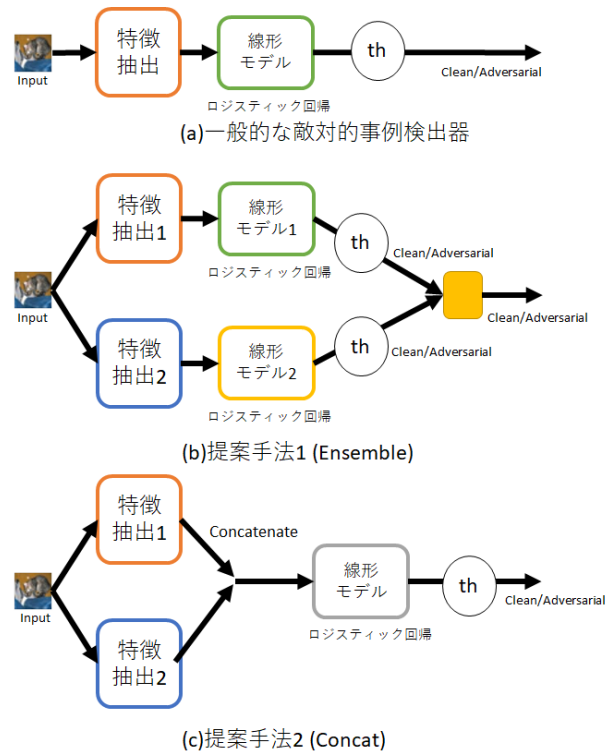 特徴
抽出
線形
モデル
th
Input
Clean/Adversarial
ロジスティック回帰
(a)一般的な敵対的事例検出器
特徴
抽出1
線形
モデル1
th
Clean/Adversarial
ロジスティック回帰
Input
Clean/Adversarial
特徴
抽出2
線形
モデル2
th
Clean/Adversarial
ロジスティック回帰
(b)提案手法1 (Ensemble)
特徴
抽出1
Concatenate
線形
モデル
th
Input
Clean/Adversarial
ロジスティック回帰
特徴
抽出2
(c)提案手法2 (Concat)